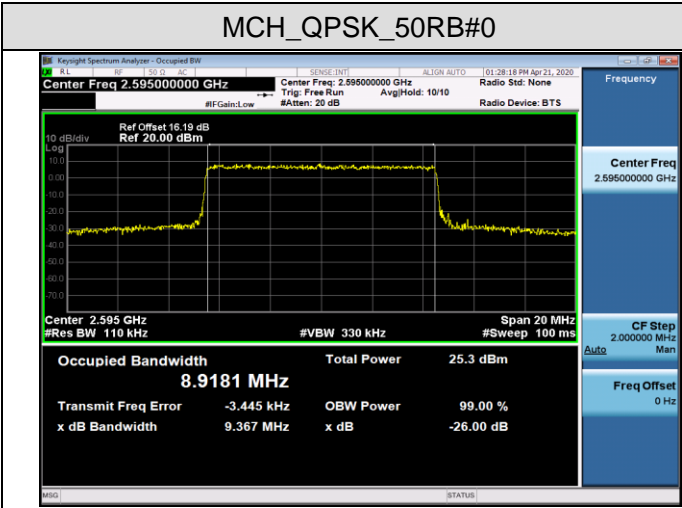 MCH_QPSK_50RB#0
Keysight Spectrum Analyzer - Occupied BW
RL RF 50 Ω AC SENSE:INT ALIGN AUTO 01:28:18 PM Apr 21, 2020
Center Freq 2.595000000 GHz Center Freq: 2.595000000 GHz Radio Std: None Frequency
Trig: Free Run Avg|Hold: 10/10
#IFGain:Low #Atten: 20 dB Radio Device: BTS
Ref Offset 16.19 dB
10 dB/div Ref 20.00 dBm
Log
10.0
0.00
-10.0
-20.0
-30.0
-40.0
-50.0
-60.0
-70.0
Center Freq
2.595000000 GHz
Center 2.595 GHz Span 20 MHz
#Res BW 110 kHz #VBW 330 kHz #Sweep 100 ms
CF Step
2.000000 MHz
Auto Man
Occupied Bandwidth Total Power 25.3 dBm
8.9181 MHz
Freq Offset
0 Hz
Transmit Freq Error -3.445 kHz OBW Power 99.00 %
x dB Bandwidth 9.367 MHz x dB -26.00 dB
MSG STATUS